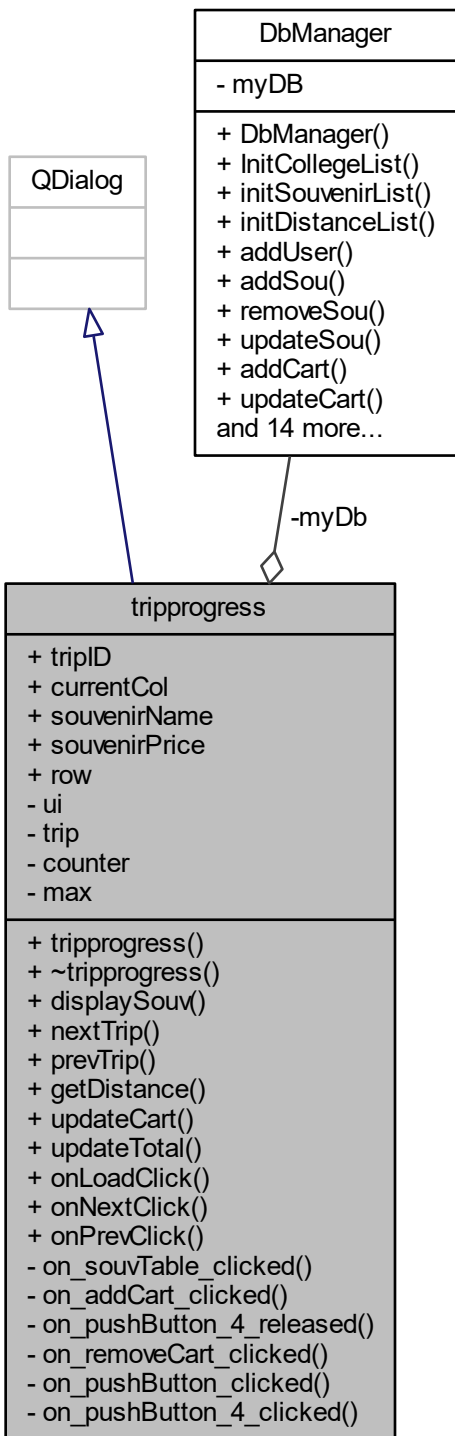 DbManager
- myDB
+ DbManager()
+ InitCollegeList()
+ initSouvenirList()
+ initDistanceList()
+ addUser()
+ addSou()
+ removeSou()
+ updateSou()
+ addCart()
+ updateCart()
and 14 more...
QDialog
-myDb
tripprogress
+ tripID
+ currentCol
+ souvenirName
+ souvenirPrice
+ row
- ui
- trip
- counter
- max
+ tripprogress()
+ ~tripprogress()
+ displaySouv()
+ nextTrip()
+ prevTrip()
+ getDistance()
+ updateCart()
+ updateTotal()
+ onLoadClick()
+ onNextClick()
+ onPrevClick()
- on_souvTable_clicked()
- on_addCart_clicked()
- on_pushButton_4_released()
- on_removeCart_clicked()
- on_pushButton_clicked()
- on_pushButton_4_clicked()